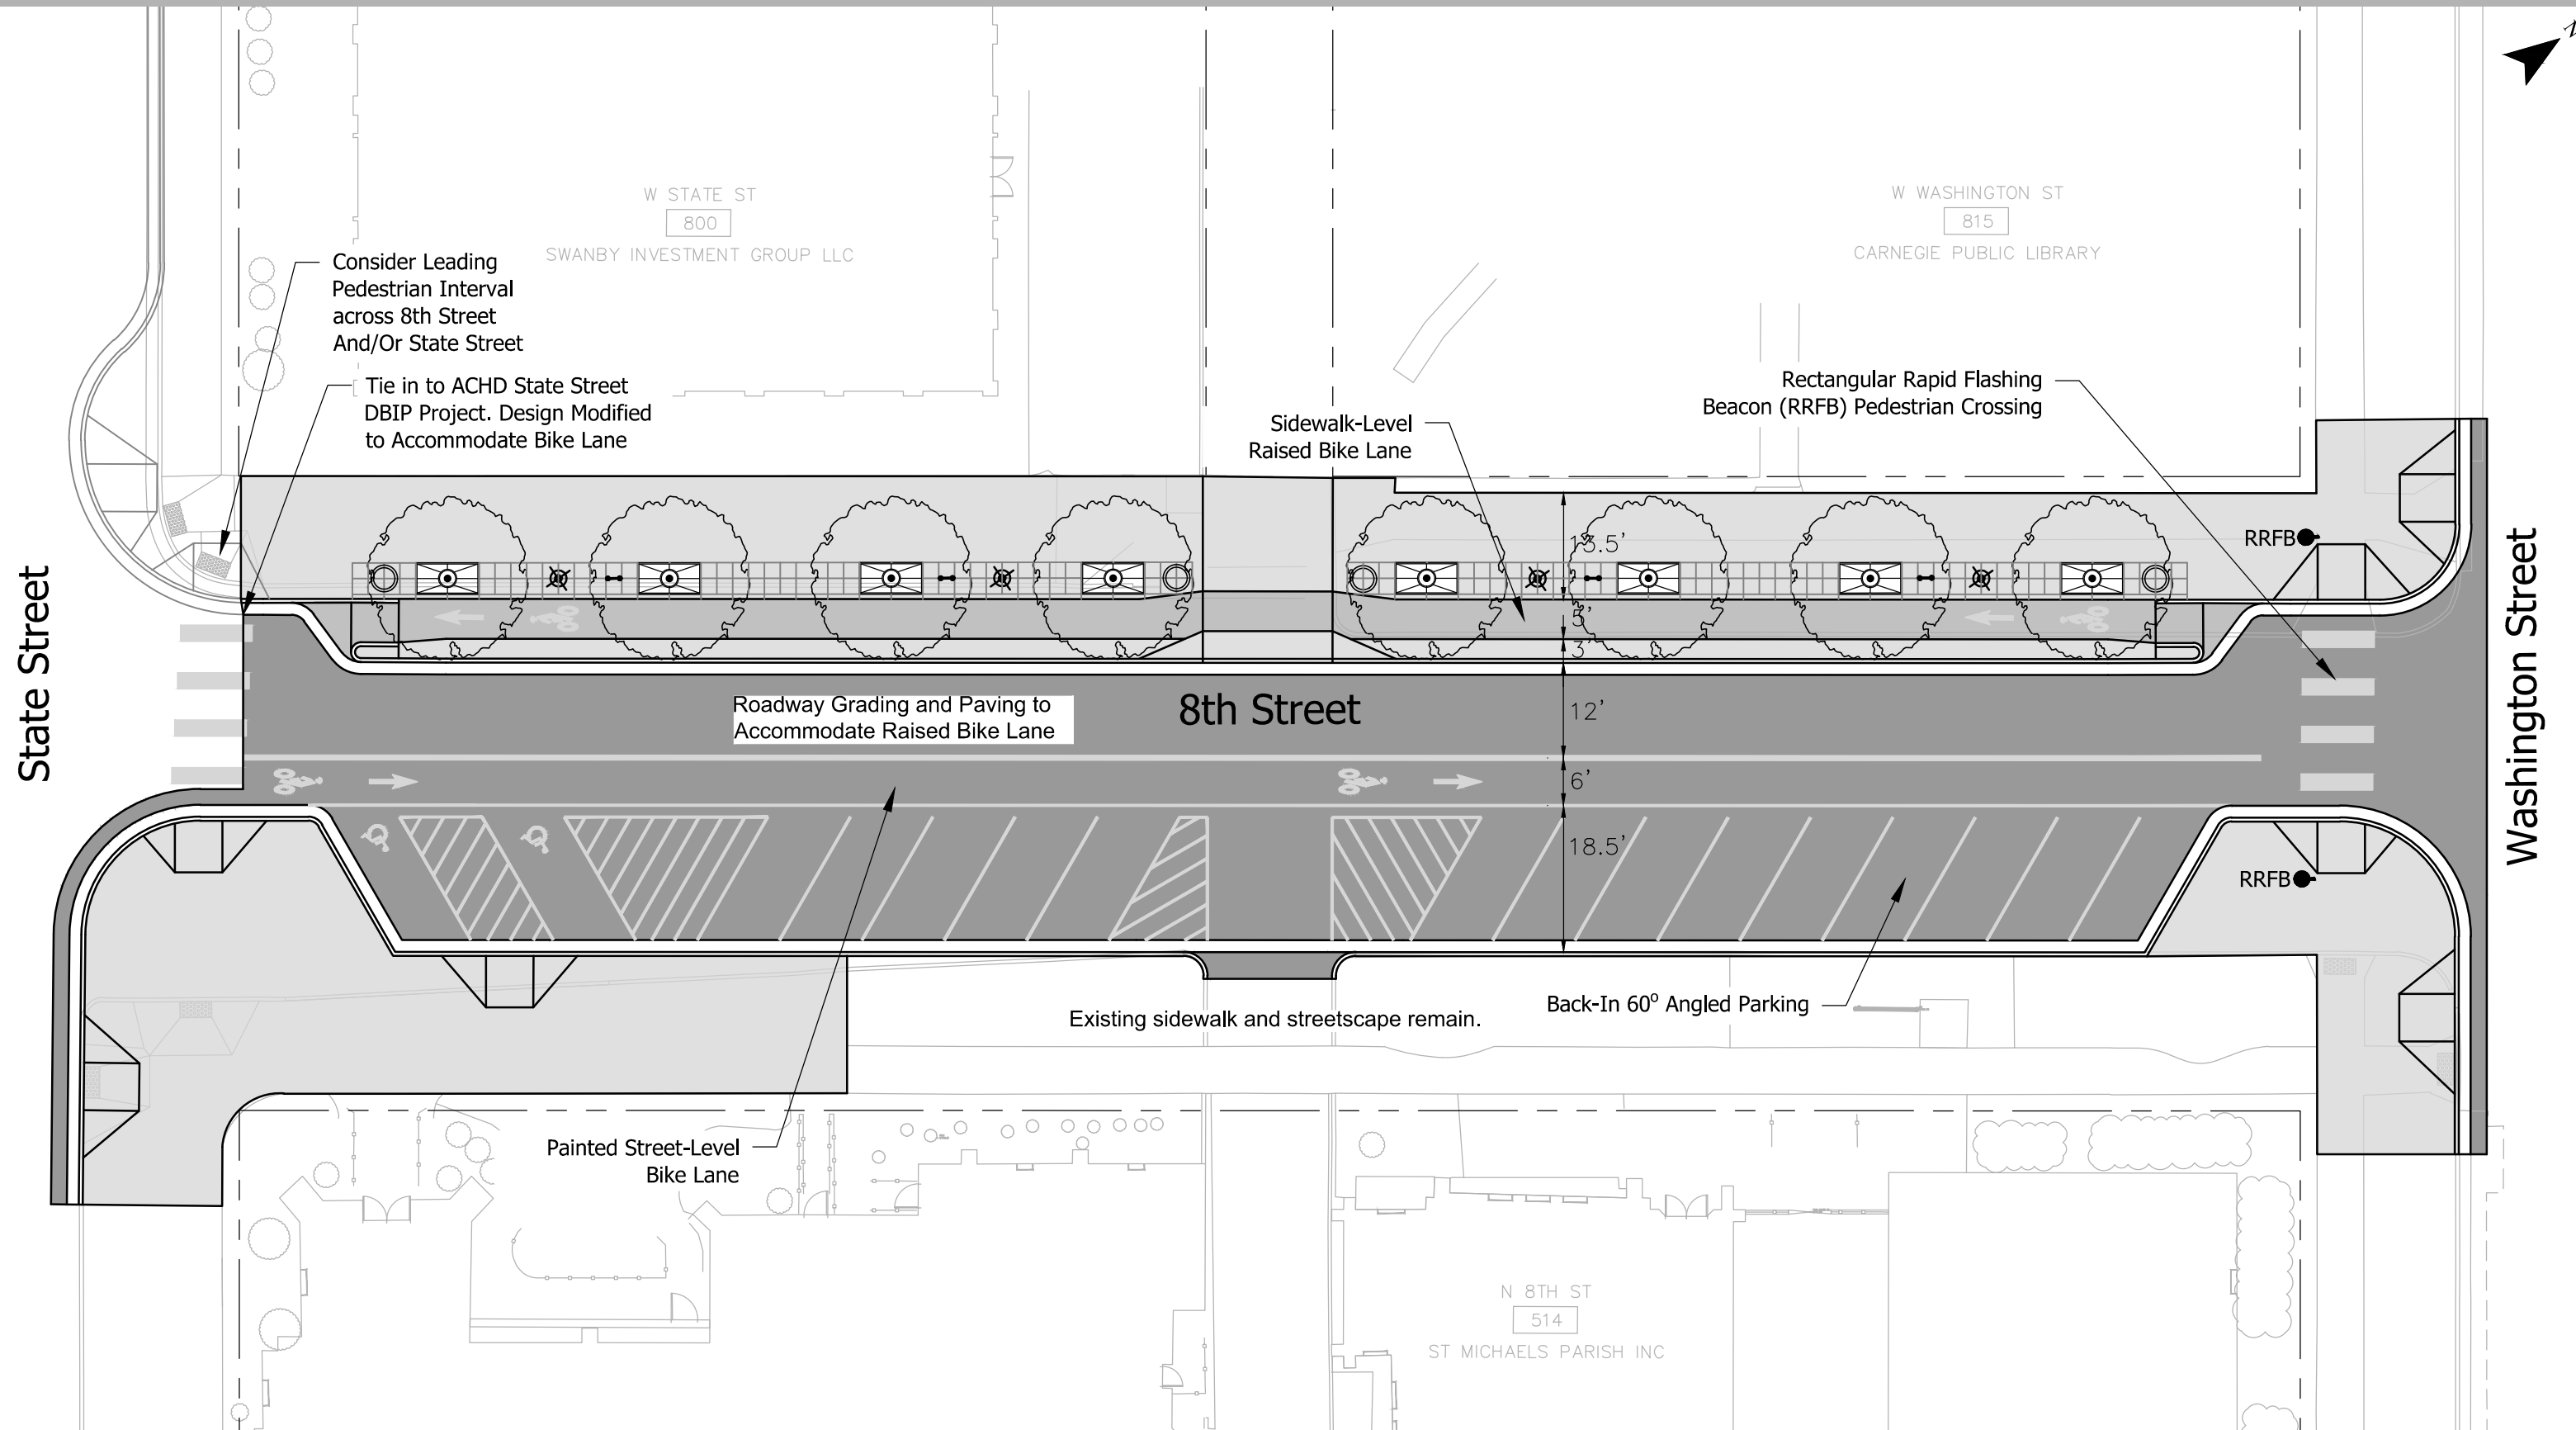 W STATE ST
800
SWANBY INVESTMENT GROUP LLC
W WASHINGTON ST
815
CARNEGIE PUBLIC LIBRARY
Consider Leading
Pedestrian Interval
across 8th Street
And/Or State Street
Tie in to ACHD State Street
DBIP Project. Design Modified
to Accommodate Bike Lane
Sidewalk-Level
Raised Bike Lane
Rectangular Rapid Flashing
Beacon (RRFB) Pedestrian Crossing
RRFB
13.5'
5'
3'
State Street
Washington Street
Roadway Grading and Paving to
Accommodate Raised Bike Lane
8th Street
12'
6'
18.5'
RRFB
Back-In 60° Angled Parking
Existing sidewalk and streetscape remain.
Painted Street-Level
Bike Lane
N 8TH ST
514
ST MICHAELS PARISH INC